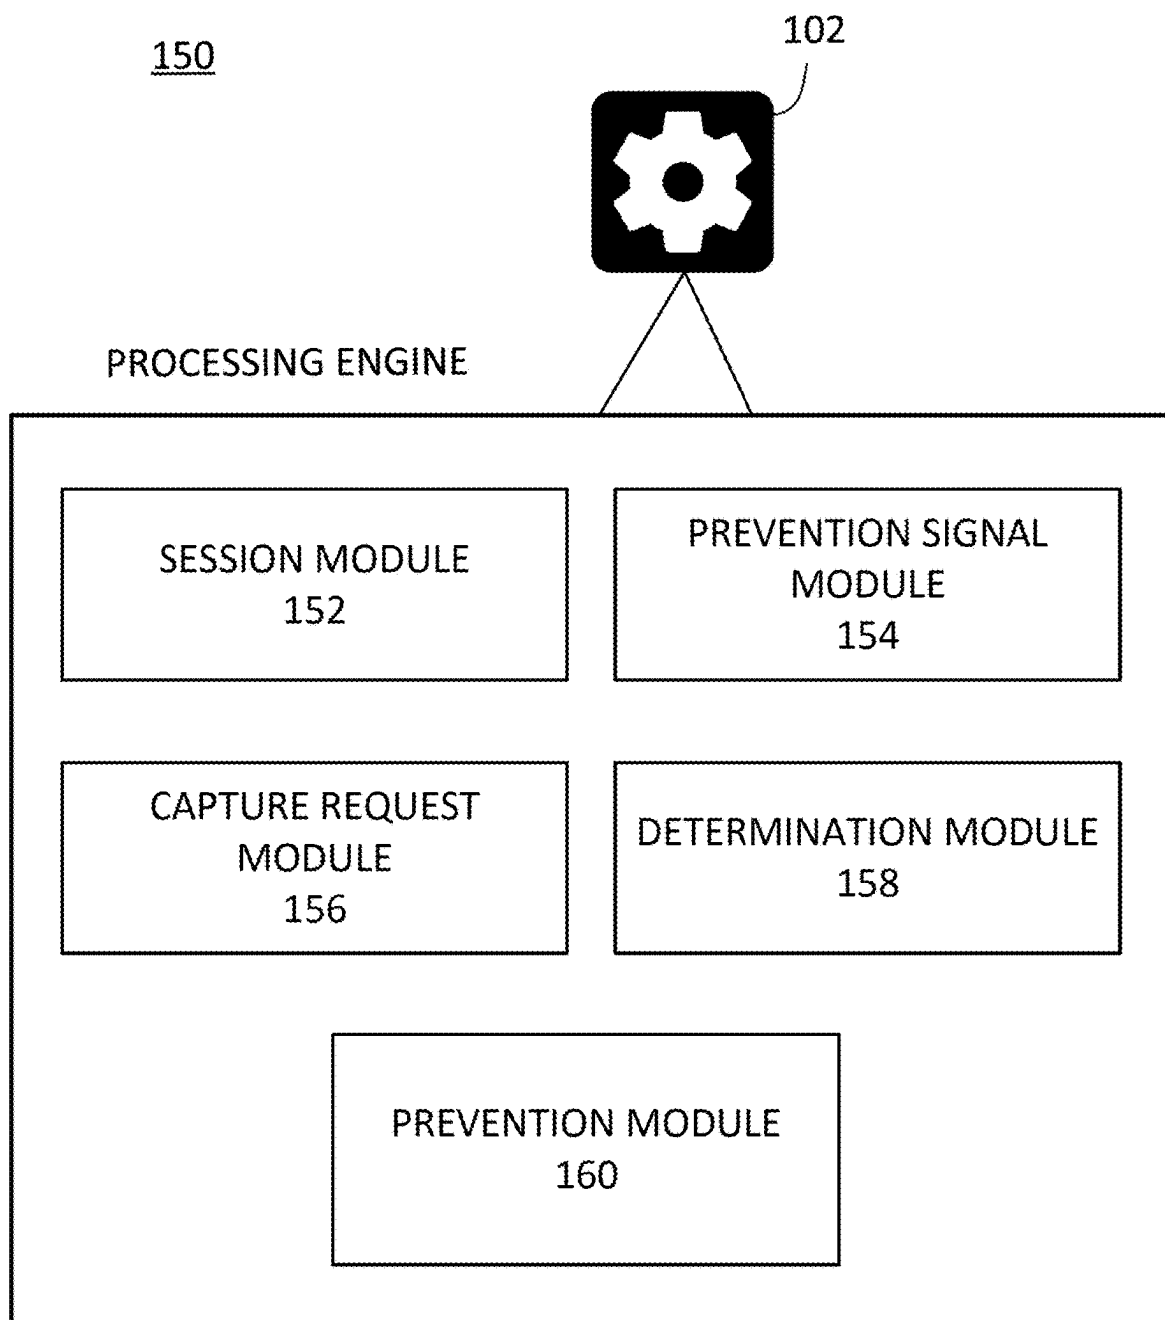 150
102
PROCESSING ENGINE
SESSION MODULE
152
PREVENTION SIGNAL
MODULE
154
CAPTURE REQUEST
MODULE
156
DETERMINATION MODULE
158
PREVENTION MODULE
160